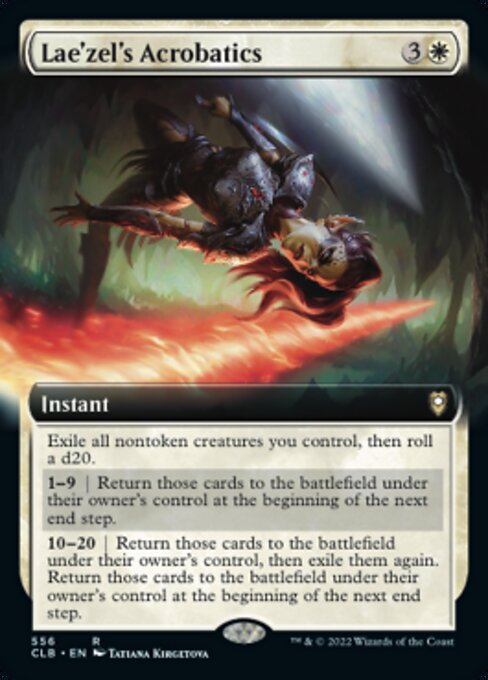 Lae'zel's Acrobatics 3
Instant
Exile all nontoken creatures you control, then roll
a d20.
1–9 | Return those cards to the battlefield under
their owner's control at the beginning of the next
end step.
10–20 | Return those cards to the battlefield
under their owner's control, then exile them again.
Return those cards to the battlefield under their
owner's control at the beginning of the next end
step.
556 R ™ & © 2022 Wizards of the Coast
CLB • EN Tatiana Kirgetova